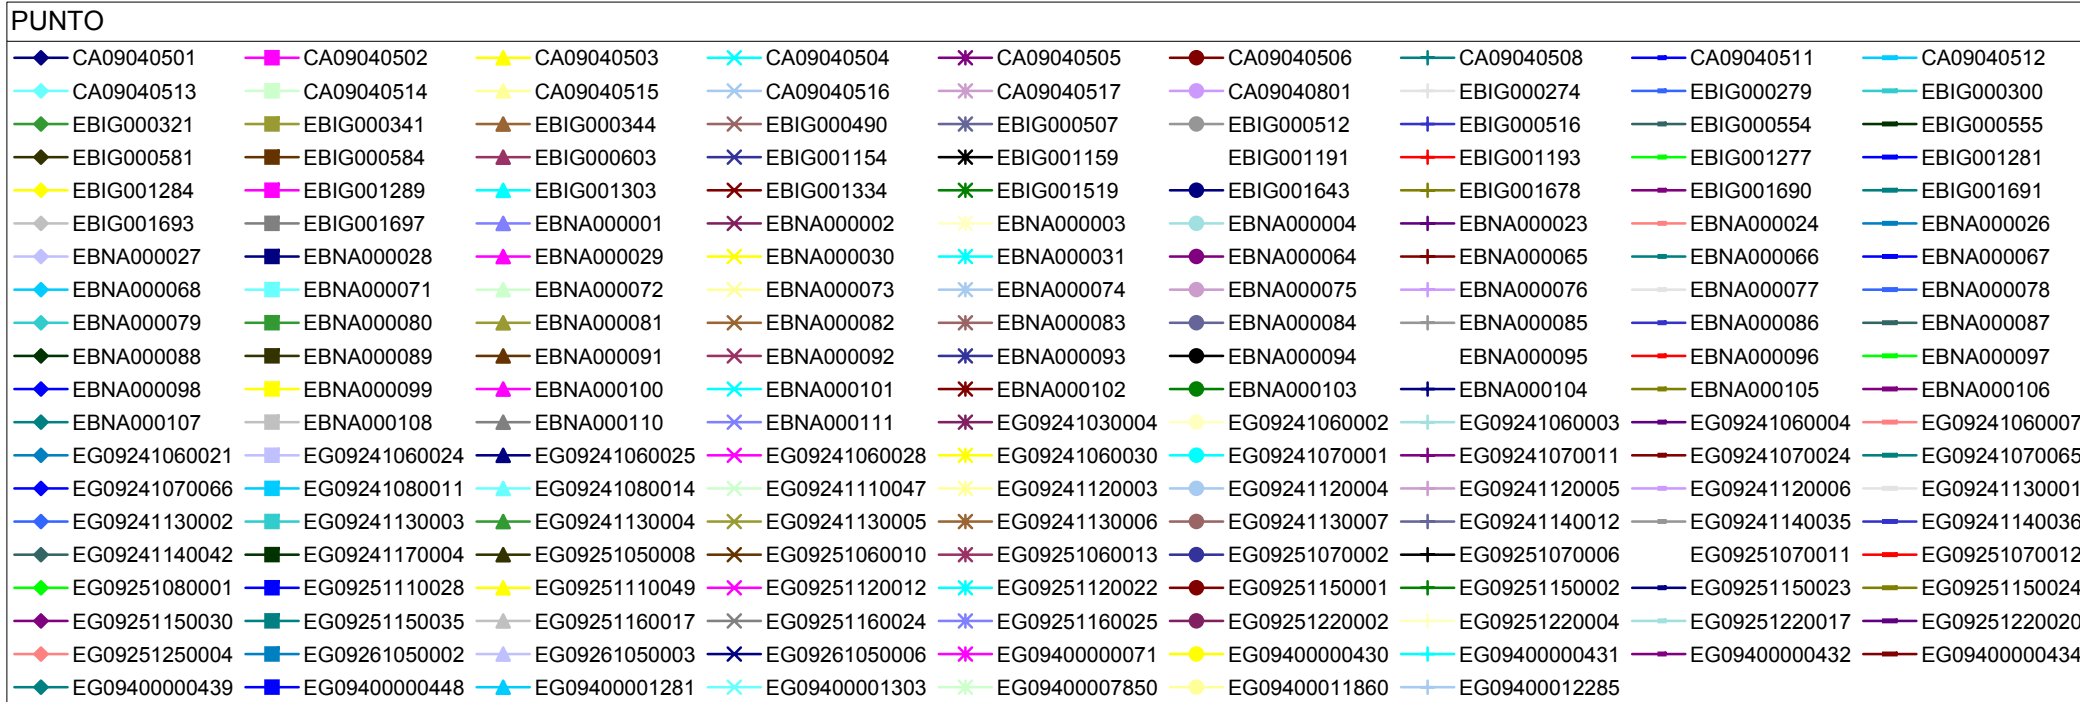 PUNTO
CA09040501 CA09040502 CA09040503 CA09040504 CA09040505 CA09040506 CA09040508 CA09040511 CA09040512
CA09040513 CA09040514 CA09040515 CA09040516 CA09040517 CA09040801 EBIG000274 EBIG000279 EBIG000300
EBIG000321 EBIG000341 EBIG000344 EBIG000490 EBIG000507 EBIG000512 EBIG000516 EBIG000554 EBIG000555
EBIG000581 EBIG000584 EBIG000603 EBIG001154 EBIG001159 EBIG001191 EBIG001193 EBIG001277 EBIG001281
EBIG001284 EBIG001289 EBIG001303 EBIG001334 EBIG001519 EBIG001643 EBIG001678 EBIG001690 EBIG001691
EBIG001693 EBIG001697 EBNA000001 EBNA000002 EBNA000003 EBNA000004 EBNA000023 EBNA000024 EBNA000026
EBNA000027 EBNA000028 EBNA000029 EBNA000030 EBNA000031 EBNA000064 EBNA000065 EBNA000066 EBNA000067
EBNA000068 EBNA000071 EBNA000072 EBNA000073 EBNA000074 EBNA000075 EBNA000076 EBNA000077 EBNA000078
EBNA000079 EBNA000080 EBNA000081 EBNA000082 EBNA000083 EBNA000084 EBNA000085 EBNA000086 EBNA000087
EBNA000088 EBNA000089 EBNA000091 EBNA000092 EBNA000093 EBNA000094 EBNA000095 EBNA000096 EBNA000097
EBNA000098 EBNA000099 EBNA000100 EBNA000101 EBNA000102 EBNA000103 EBNA000104 EBNA000105 EBNA000106
EBNA000107 EBNA000108 EBNA000110 EBNA000111 EG09241030004 EG09241060002 EG09241060003 EG09241060004 EG09241060007
EG09241060021 EG09241060024 EG09241060025 EG09241060028 EG09241060030 EG09241070001 EG09241070011 EG09241070024 EG09241070065
EG09241070066 EG09241080011 EG09241080014 EG09241110047 EG09241120003 EG09241120004 EG09241120005 EG09241120006 EG09241130001
EG09241130002 EG09241130003 EG09241130004 EG09241130005 EG09241130006 EG09241130007 EG09241140012 EG09241140035 EG09241140036
EG09241140042 EG09241170004 EG09251050008 EG09251060010 EG09251060013 EG09251070002 EG09251070006 EG09251070011 EG09251070012
EG09251080001 EG09251110028 EG09251110049 EG09251120012 EG09251120022 EG09251150001 EG09251150002 EG09251150023 EG09251150024
EG09251150030 EG09251150035 EG09251160017 EG09251160024 EG09251160025 EG09251220002 EG09251220004 EG09251220017 EG09251220020
EG09251250004 EG09261050002 EG09261050003 EG09261050006 EG09400000071 EG09400000430 EG09400000431 EG09400000432 EG09400000434
EG09400000439 EG09400000448 EG09400001281 EG09400001303 EG09400007850 EG09400011860 EG09400012285